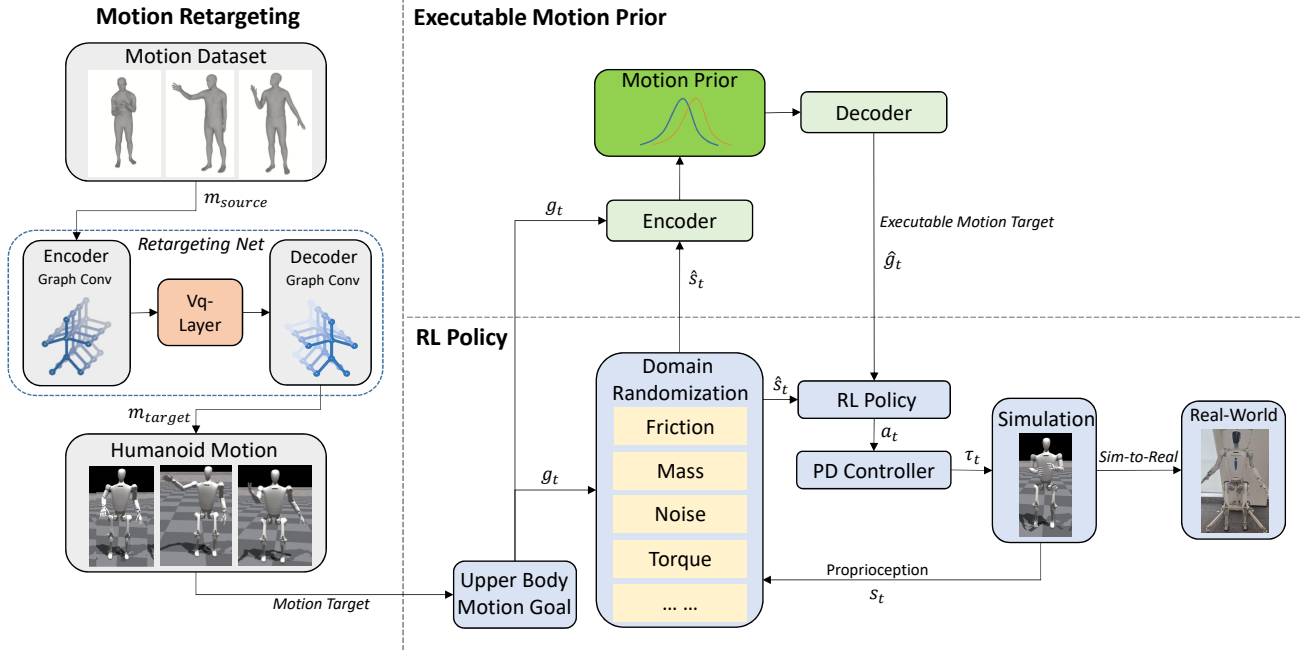 Motion Retargeting
Motion Dataset
m_source
Retargeting Net
Encoder
Graph Conv
Vq-
Layer
Decoder
Graph Conv
m_target
Humanoid Motion
Motion Target
Executable Motion Prior
Motion Prior
Decoder
g_t
Encoder
Executable Motion Target
ĝ_t
ŝ_t
RL Policy
Domain
Randomization
Friction
Mass
Noise
Torque
... ...
g_t
Upper Body
Motion Goal
ŝ_t
RL Policy
a_t
PD Controller
τ_t
Simulation
Sim-to-Real
Real-World
Proprioception
s_t